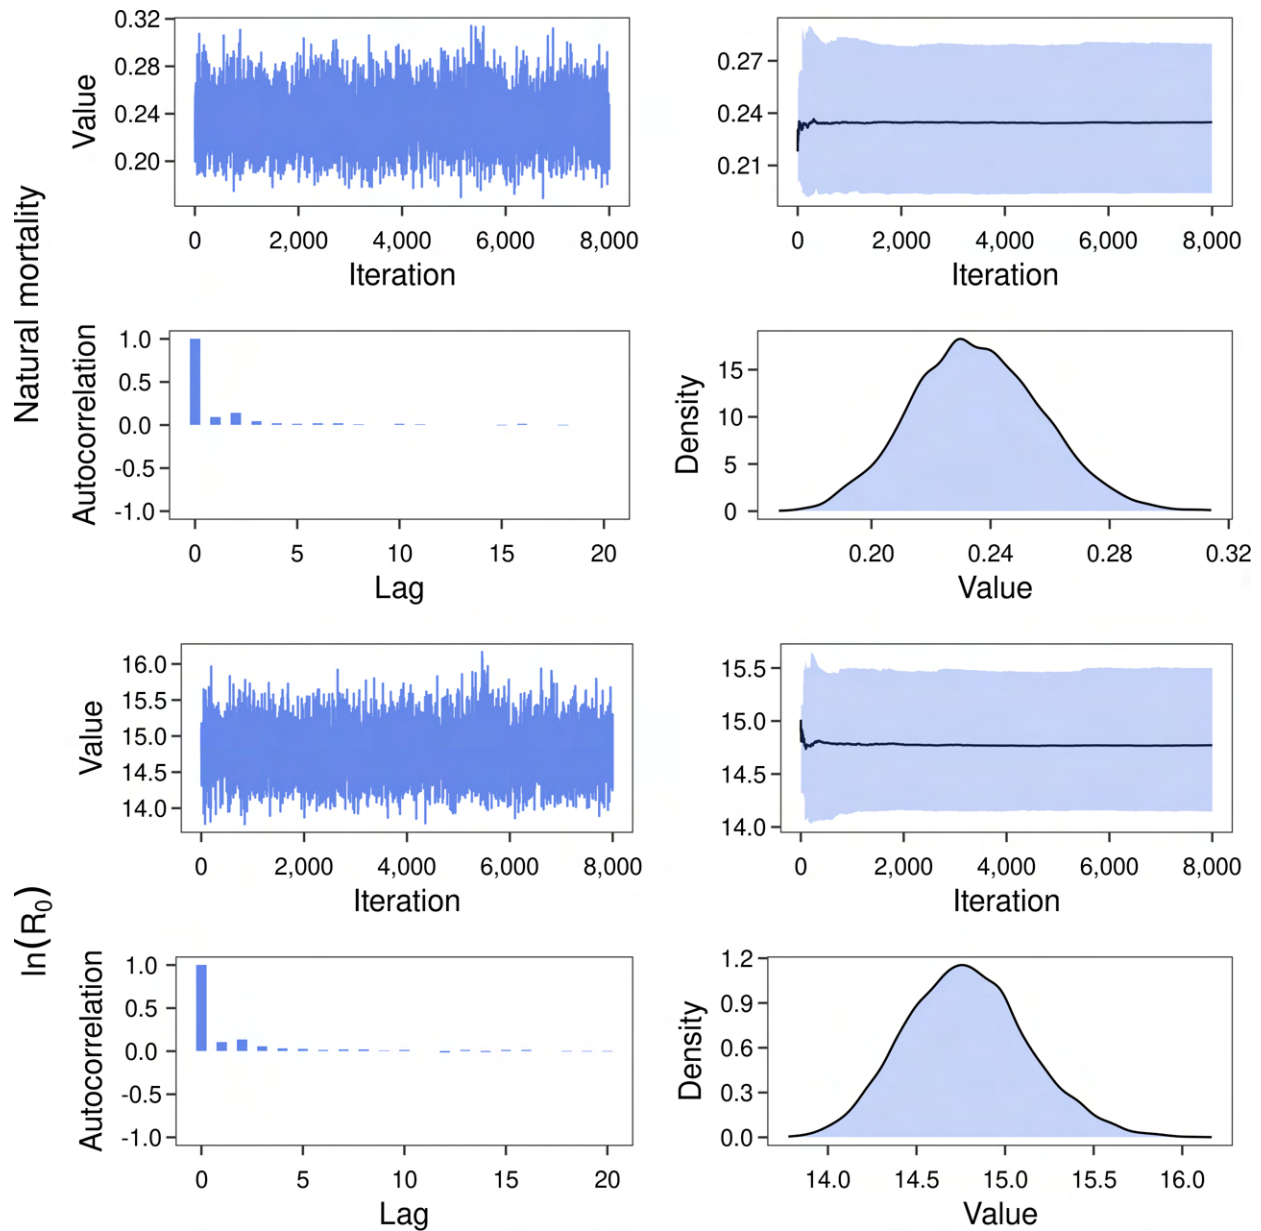 Natural mortality
Value
0.32
0.28
0.24
0.20
0 2,000 4,000 6,000 8,000
Iteration
0.27
0.24
0.21
0 2,000 4,000 6,000 8,000
Iteration
Autocorrelation
1.0
0.5
0.0
-0.5
-1.0
0 5 10 15 20
Lag
Density
15
10
5
0
0.20 0.24 0.28 0.32
Value
ln(R₀)
Value
16.0
15.5
15.0
14.5
14.0
0 2,000 4,000 6,000 8,000
Iteration
15.5
15.0
14.5
14.0
0 2,000 4,000 6,000 8,000
Iteration
Autocorrelation
1.0
0.5
0.0
-0.5
-1.0
0 5 10 15 20
Lag
Density
1.2
0.9
0.6
0.3
0.0
14.0 14.5 15.0 15.5 16.0
Value